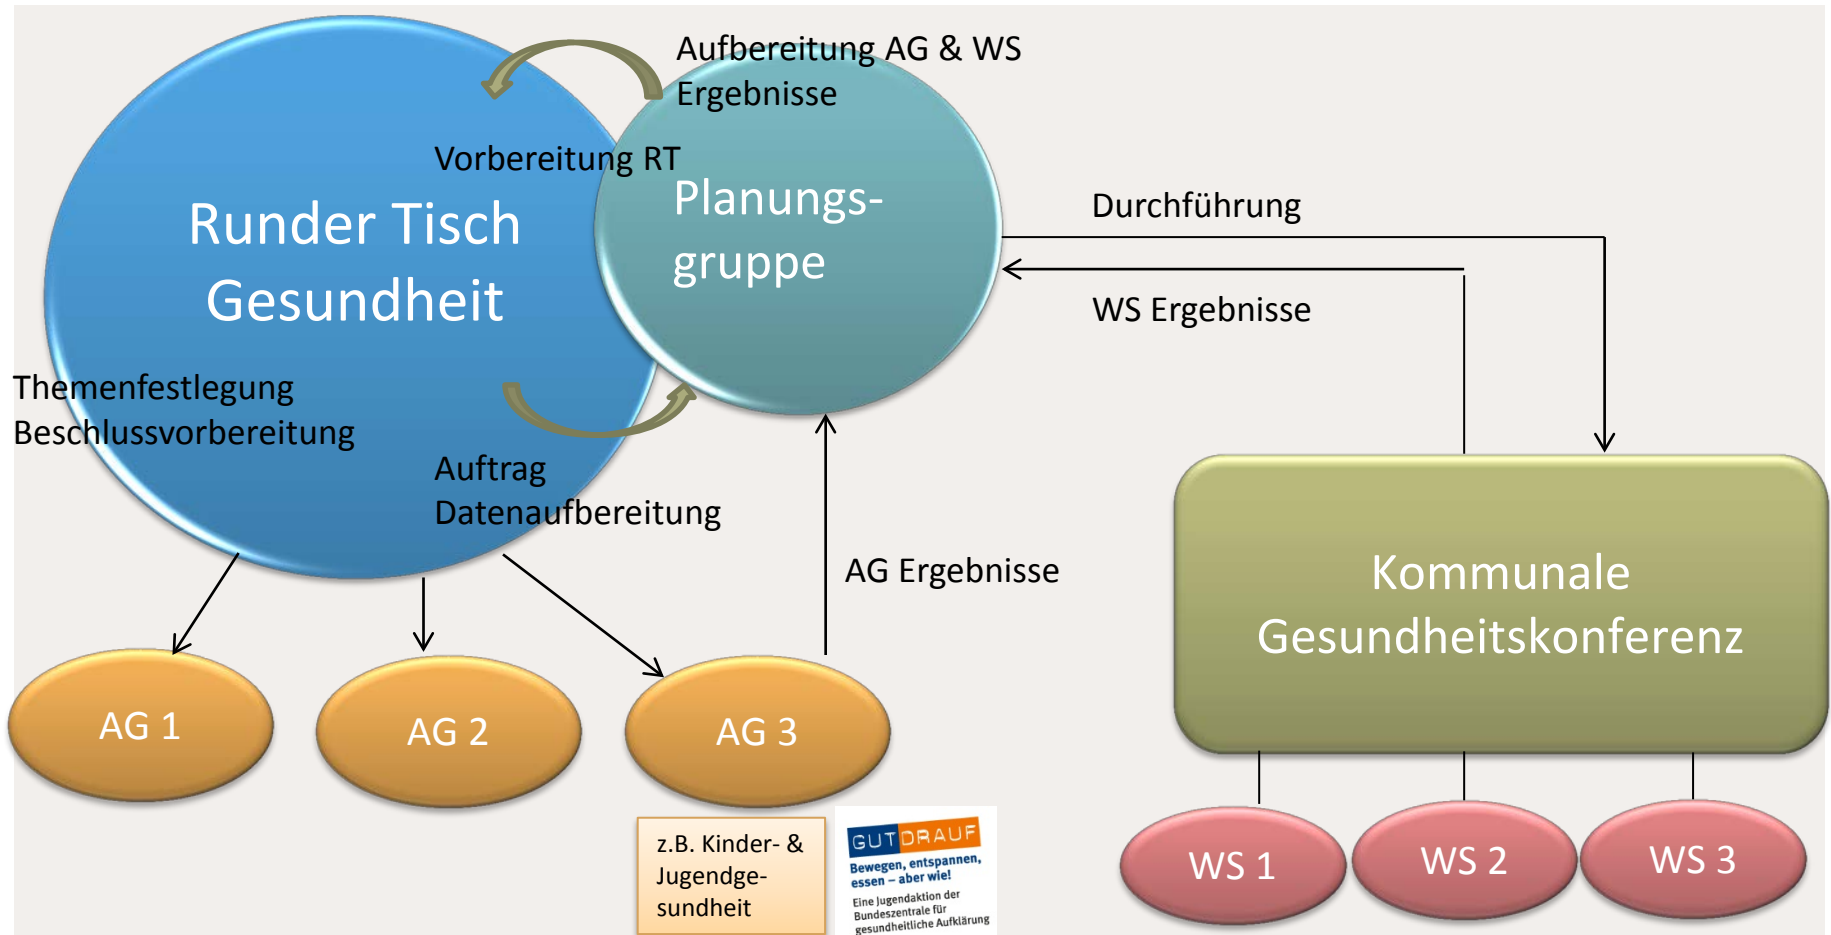 Aufbereitung AG & WS
Ergebnisse
Vorbereitung RT
Runder Tisch
Gesundheit
Planungs-
gruppe
Durchführung
WS Ergebnisse
Themenfestlegung
Beschlussvorbereitung
Auftrag
Datenaufbereitung
AG Ergebnisse
Kommunale
Gesundheitskonferenz
AG 1
AG 2
AG 3
z.B. Kinder- &
Jugendge-
sundheit
GUT DRAUF
Bewegen, entspannen,
essen – aber wie!
Eine Jugendaktion der
Bundeszentrale für
gesundheitliche Aufklärung
WS 1
WS 2
WS 3